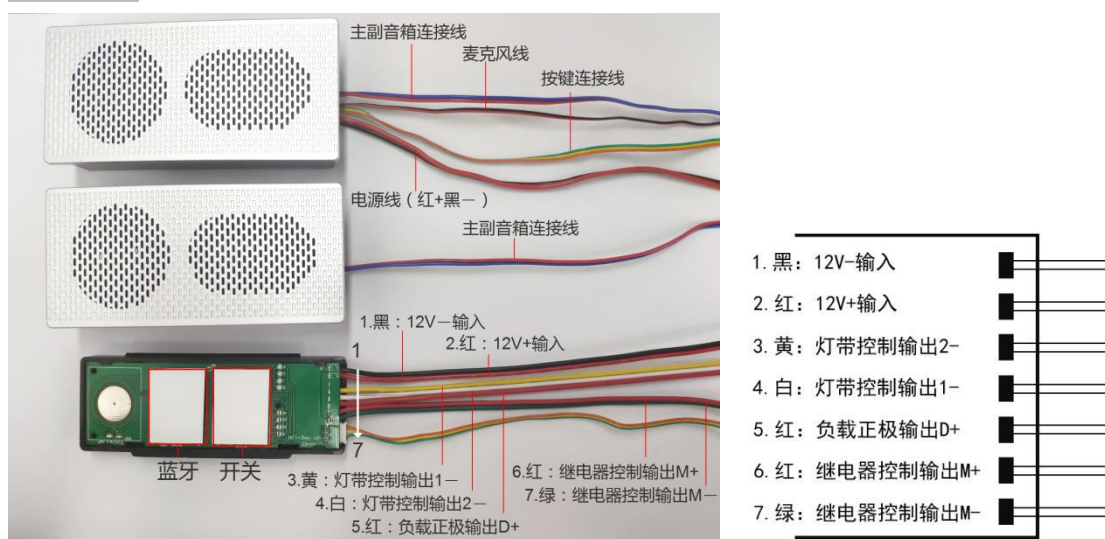 主副音箱连接线
麦克风线
按键连接线
电源线（红+黑－）
主副音箱连接线
1.黑：12V－输入
2.红：12V+输入
1
7
蓝牙
开关
3.黄：灯带控制输出1－
4.白：灯带控制输出2－
5.红：负载正极输出D+
6.红：继电器控制输出M+
7.绿：继电器控制输出M－
1.黑：12V-输入
2.红：12V+输入
3.黄：灯带控制输出2-
4.白：灯带控制输出1-
5.红：负载正极输出D+
6.红：继电器控制输出M+
7.绿：继电器控制输出M-